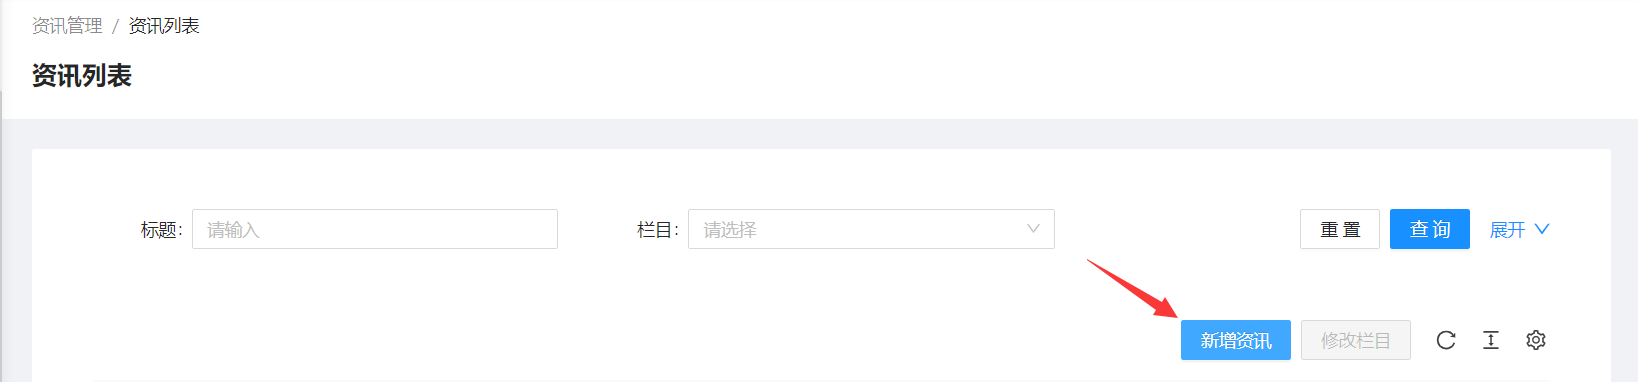 资讯管理 / 资讯列表
资讯列表
标题: 请输入 栏目: 请选择 重 置 查 询 展开
新增资讯 修改栏目